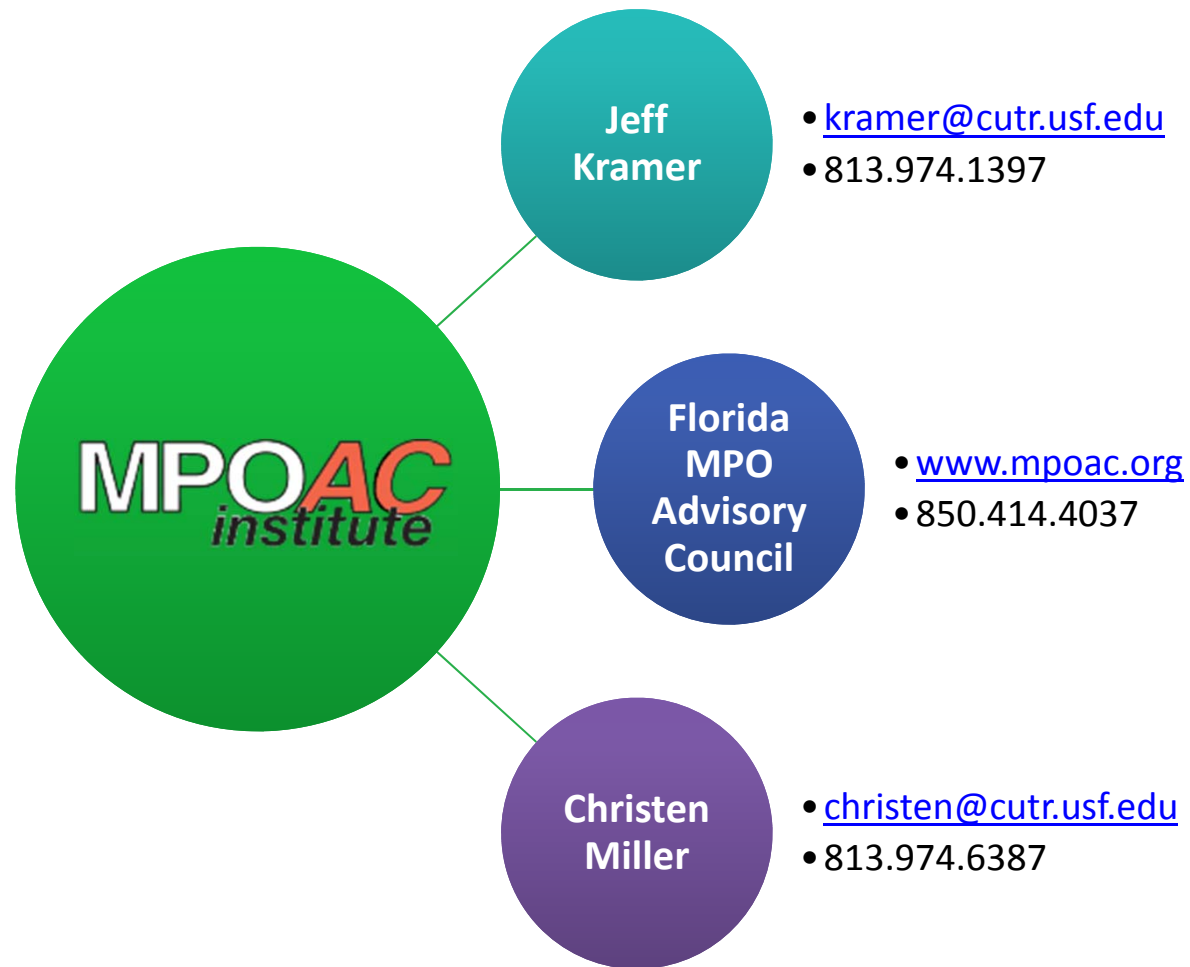 MPOAC
institute
Jeff
Kramer
•kramer@cutr.usf.edu
•813.974.1397
Florida
MPO
Advisory
Council
•www.mpoac.org
•850.414.4037
Christen
Miller
•christen@cutr.usf.edu
•813.974.6387